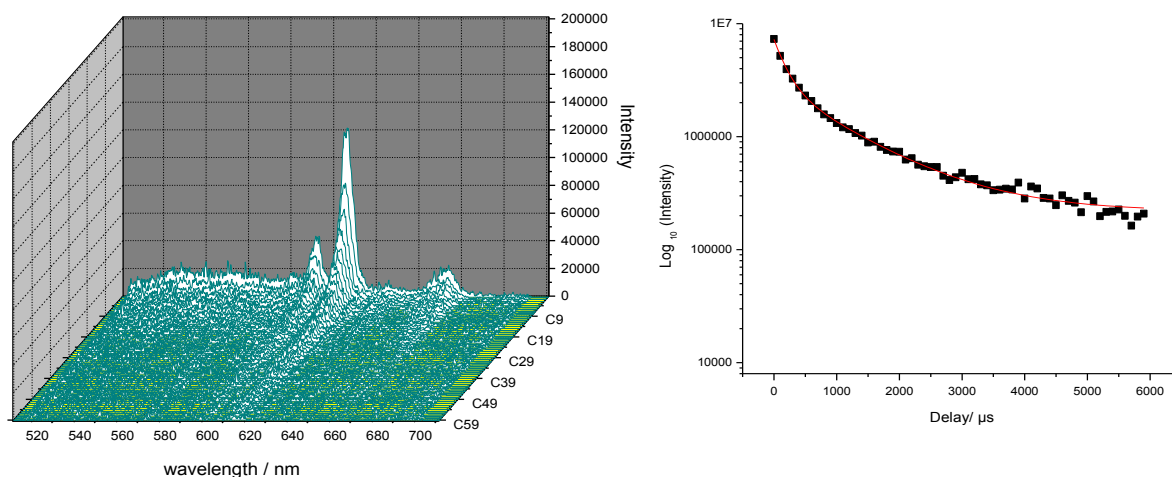 200000
180000
160000
140000
120000
100000
80000
60000
40000
20000
0
Intensity
C9
C19
C29
C39
C49
C59
520 540 560 580 600 620 640 660 680 700
wavelength / nm
1E7
1000000
100000
10000
Log 10 (Intensity)
0 1000 2000 3000 4000 5000 6000
Delay/ µs